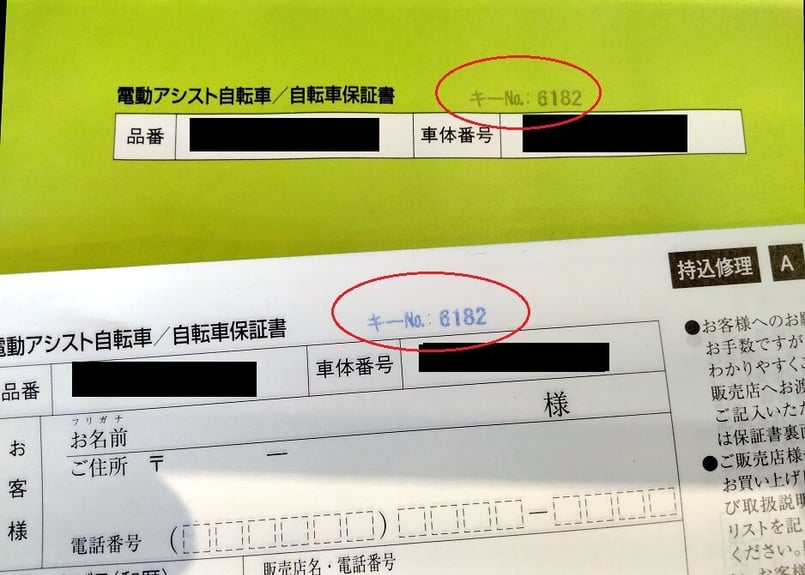 電動アシスト自転車／自転車保証書 キーNo.: 6182
品番 車体番号
持込修理 A
電動アシスト自転車／自転車保証書 キーNo.: 6182
品番 車体番号
お客様
フリガナ
お名前 様
ご住所 〒 ー
電話番号 ( ) ー
販売店名・電話番号
●お客様へのお願
お手数ですが
わかりやすくご
販売店へお渡
ご記入いただ
は保証書裏面
●ご販売店様
お買い上げ
び取扱説明
リストを記
ください。